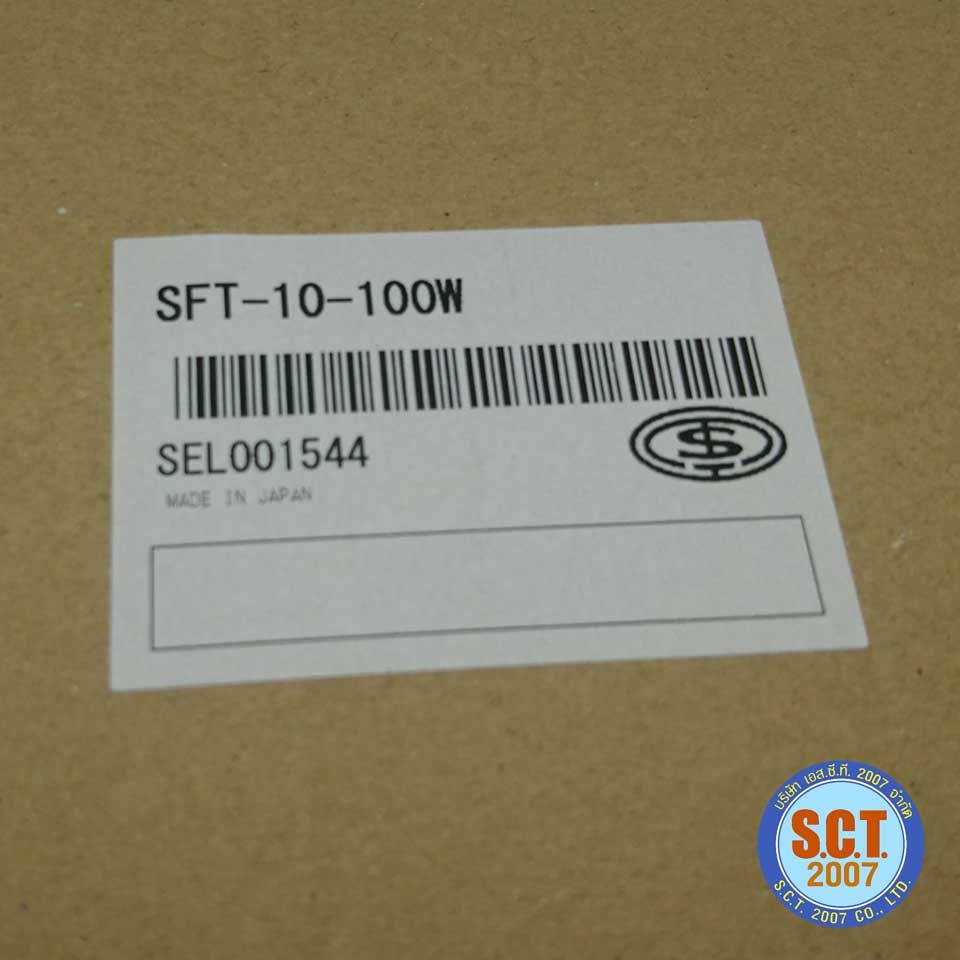 SFT-10-100W
SEL001544
MADE IN JAPAN
บริษัท เอส.ซี.ที. 2007 จำกัด
S.C.T.
2007
S.C.T. 2007 CO., LTD.